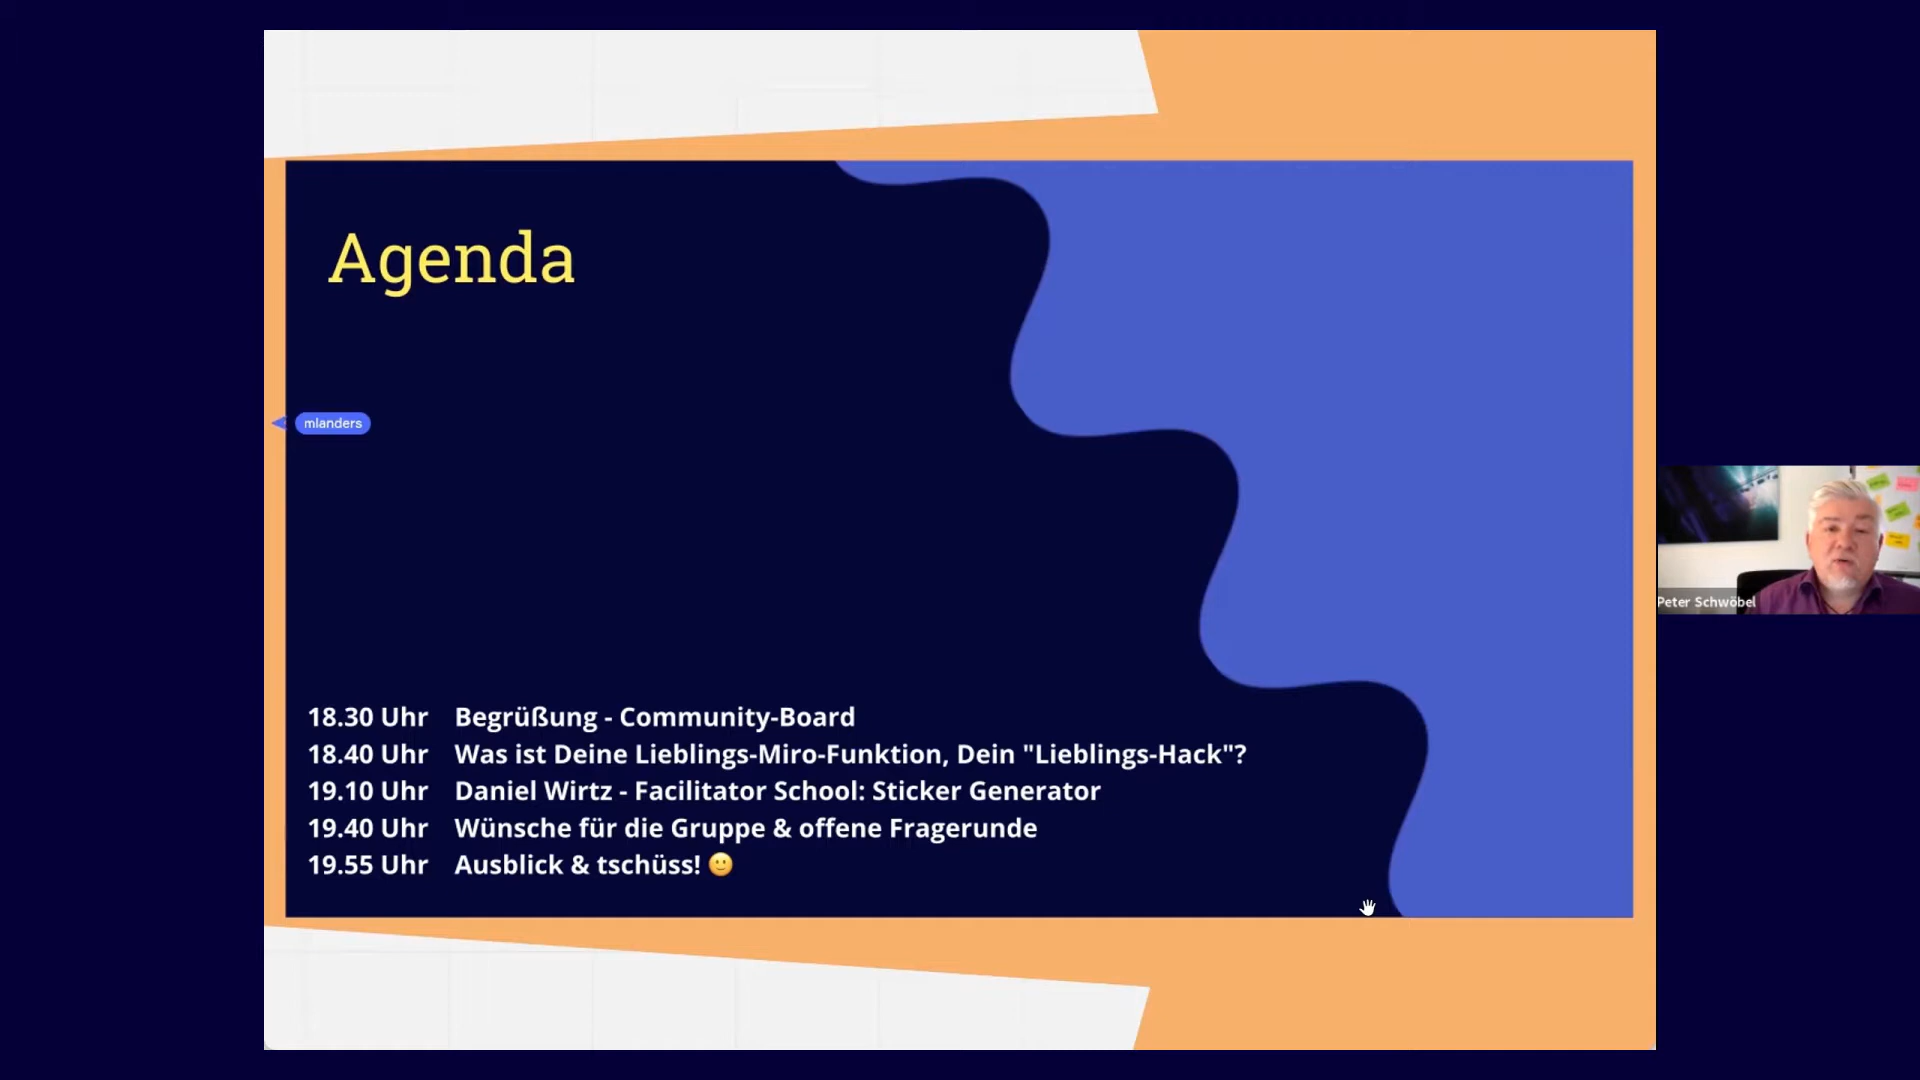 Agenda
mlanders
Peter Schwöbel
18.30 Uhr Begrüßung - Community-Board
18.40 Uhr Was ist Deine Lieblings-Miro-Funktion, Dein "Lieblings-Hack"?
19.10 Uhr Daniel Wirtz - Facilitator School: Sticker Generator
19.40 Uhr Wünsche für die Gruppe & offene Fragerunde
19.55 Uhr Ausblick & tschüss! 🙂